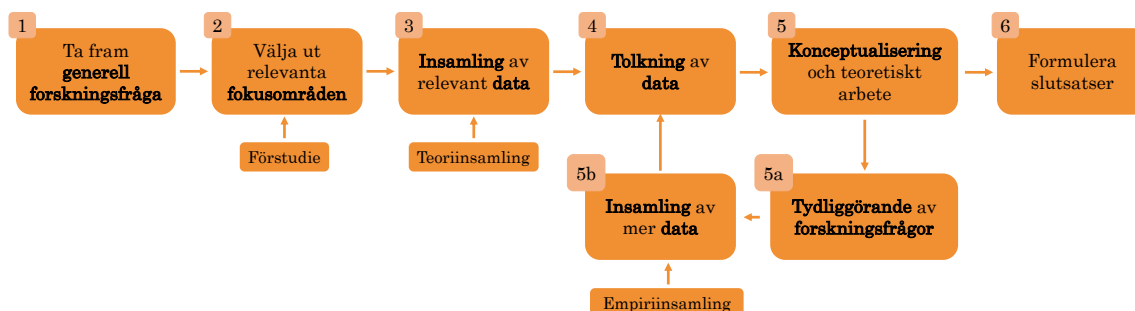 1
Ta fram
generell
forskningsfråga
2
Välja ut
relevanta
fokusområden
3
Insamling av
relevant data
4
Tolkning av
data
5
Konceptualisering
och teoretiskt
arbete
6
Formulera
slutsatser
Förstudie
Teoriinsamling
5b
Insamling av
mer data
5a
Tydliggörande av
forskningsfrågor
Empiriinsamling